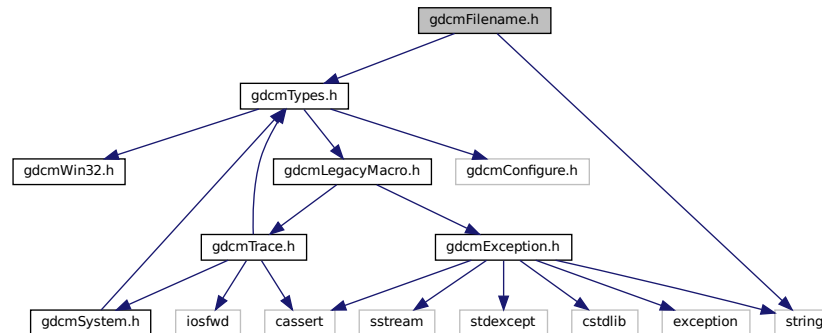 gdcmFilename.h
gdcmTypes.h
gdcmWin32.h
gdcmLegacyMacro.h
gdcmConfigure.h
gdcmTrace.h
gdcmException.h
gdcmSystem.h
iosfwd
cassert
sstream
stdexcept
cstdlib
exception
string